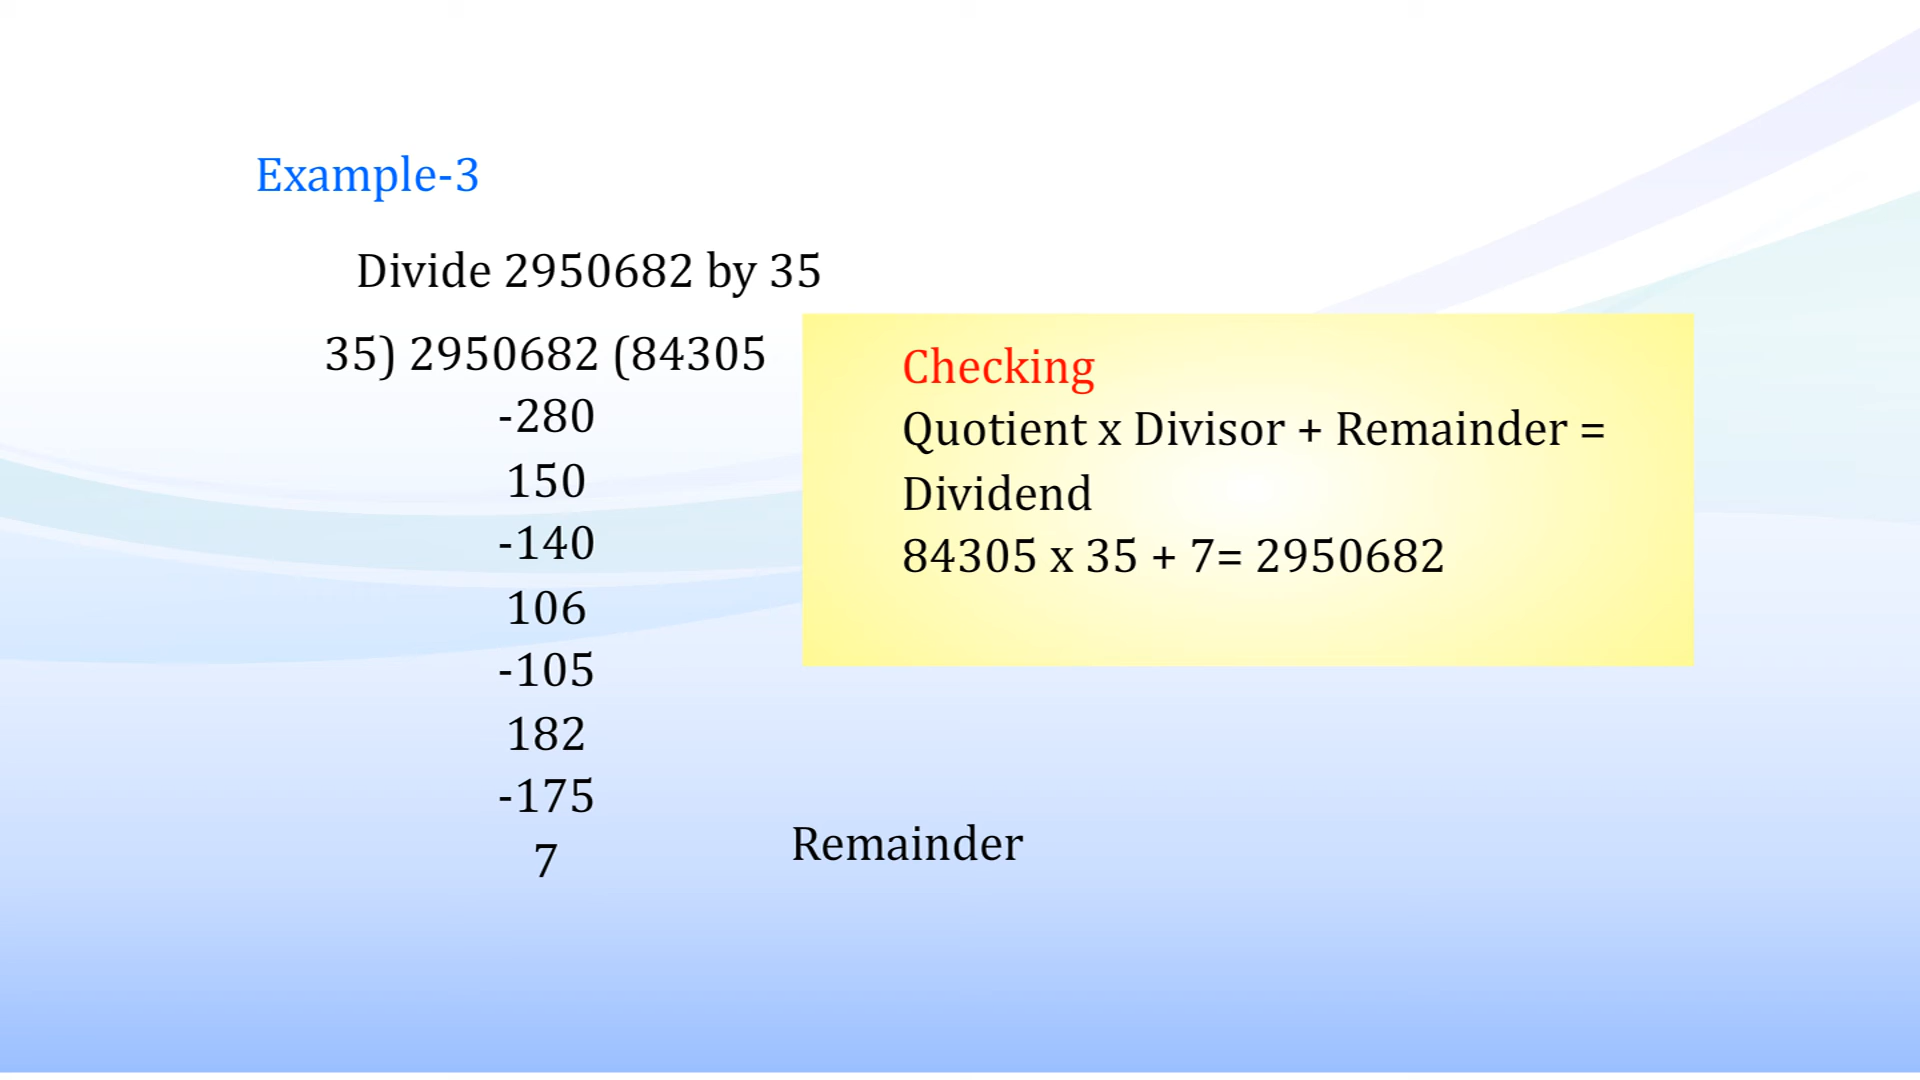 Example-3
Divide 2950682 by 35
35) 2950682 (84305
-280
150
-140
106
-105
182
-175
7
Remainder
Checking
Quotient x Divisor + Remainder =
Dividend
84305 x 35 + 7= 2950682